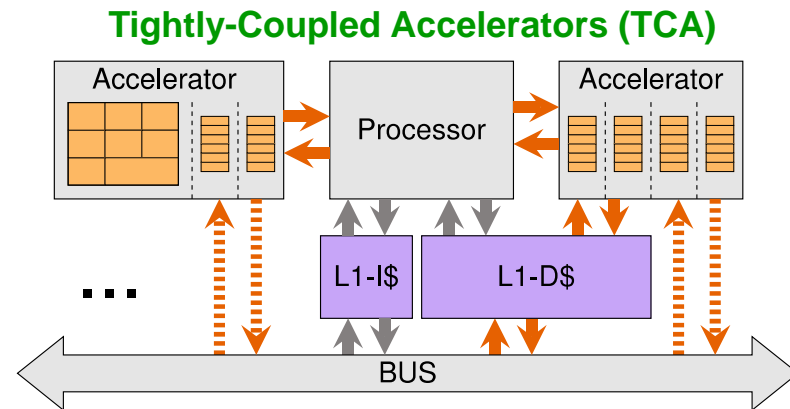 Tightly-Coupled Accelerators (TCA)
Accelerator
Processor
Accelerator
L1-I$
L1-D$
...
BUS